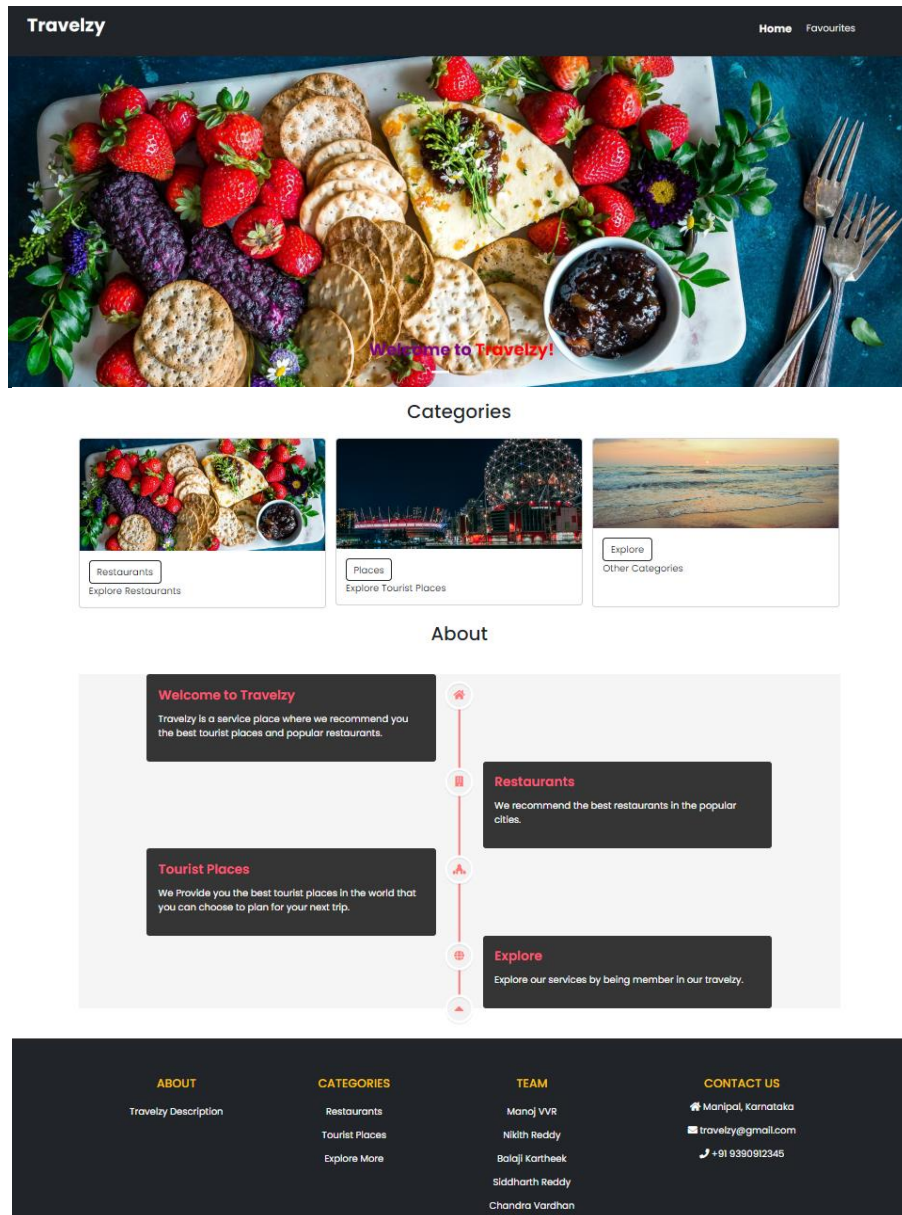 Travelzy
Home Favourites
Welcome to Travelzy!
Categories
Restaurants
Explore Restaurants
Places
Explore Tourist Places
Explore
Other Categories
About
Welcome to Travelzy
Travelzy is a service place where we recommend you
the best tourist places and popular restaurants.
Restaurants
We recommend the best restaurants in the popular
cities.
Tourist Places
We Provide you the best tourist places in the world that
you can choose to plan for your next trip.
Explore
Explore our services by being member in our travelzy.
ABOUT
Travelzy Description
CATEGORIES
Restaurants
Tourist Places
Explore More
TEAM
Manoj VVR
Nikith Reddy
Balaji Kartheek
Siddharth Reddy
Chandra Vardhan
CONTACT US
Manipal, Karnataka
travelzy@gmail.com
+91 9390912345